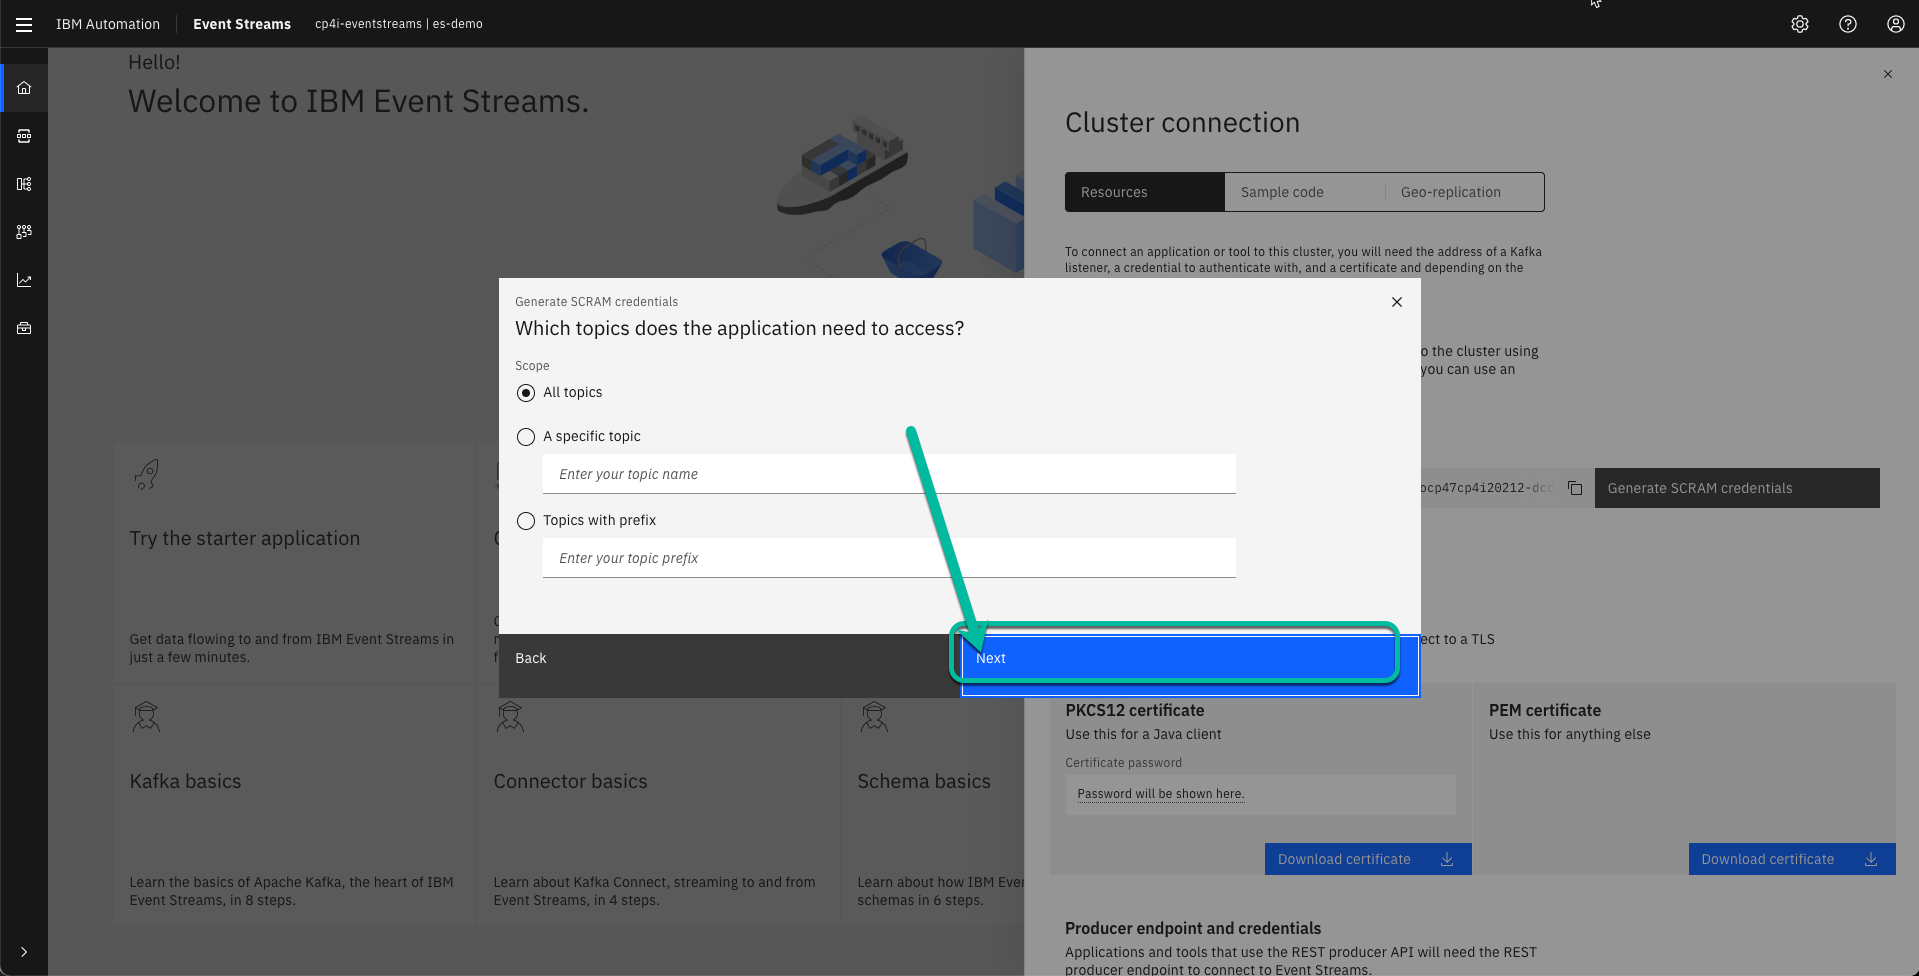 IBM Automation
Event Streams
cp4i-eventstreams | es-demo
Hello!
Welcome to IBM Event Streams.
Cluster connection
Resources
Sample code
Geo-replication
To connect an application or tool to this cluster, you will need the address of a Kafka
listener, a credential to authenticate with, and a certificate and depending on the
Generate SCRAM credentials
Which topics does the application need to access?
Scope
All topics
A specific topic
Enter your topic name
Topics with prefix
Enter your topic prefix
Back
Next
o the cluster using
you can use an
ocp47cp4i20212-dc
Generate SCRAM credentials
ect to a TLS
Try the starter application
Get data flowing to and from IBM Event Streams in
just a few minutes.
Kafka basics
Learn the basics of Apache Kafka, the heart of IBM
Event Streams, in 8 steps.
Connector basics
Learn about Kafka Connect, streaming to and from
Event Streams, in 4 steps.
Schema basics
Learn about how IBM Eve
schemas in 6 steps.
PKCS12 certificate
Use this for a Java client
Certificate password
Password will be shown here.
Download certificate
PEM certificate
Use this for anything else
Download certificate
Producer endpoint and credentials
Applications and tools that use the REST producer API will need the REST
producer endpoint to connect to Event Streams.